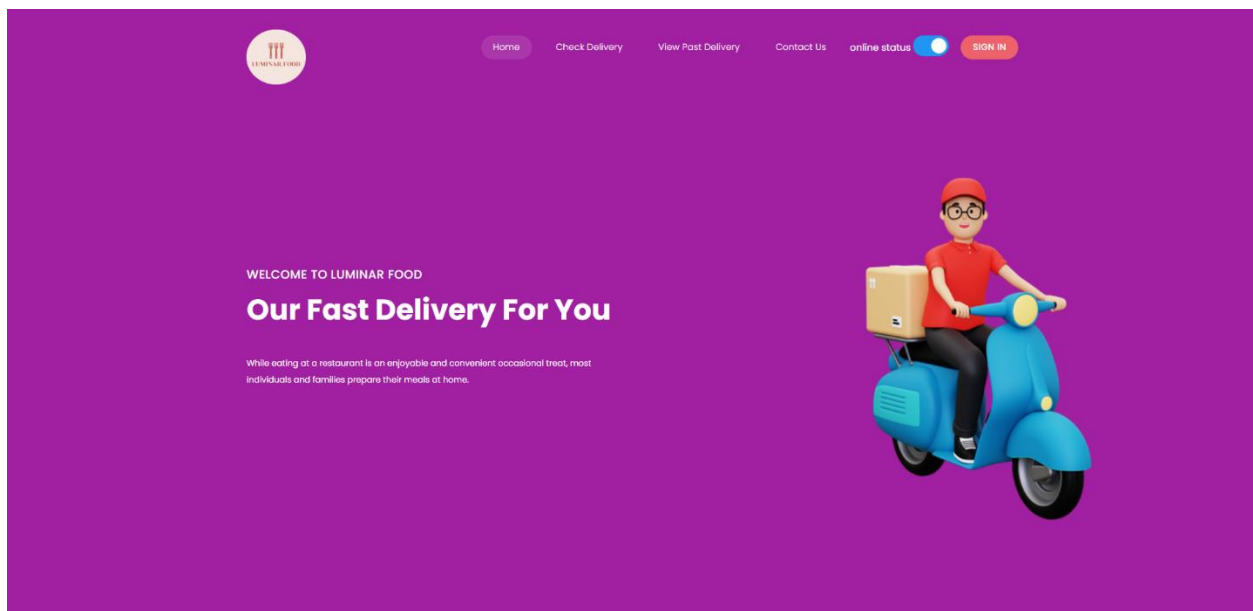 LUMINAR FOOD
Home
Check Delivery
View Past Delivery
Contact Us
online status
SIGN IN
WELCOME TO LUMINAR FOOD
Our Fast Delivery For You
While eating at a restaurant is an enjoyable and convenient occasional treat, most
individuals and families prepare their meals at home.